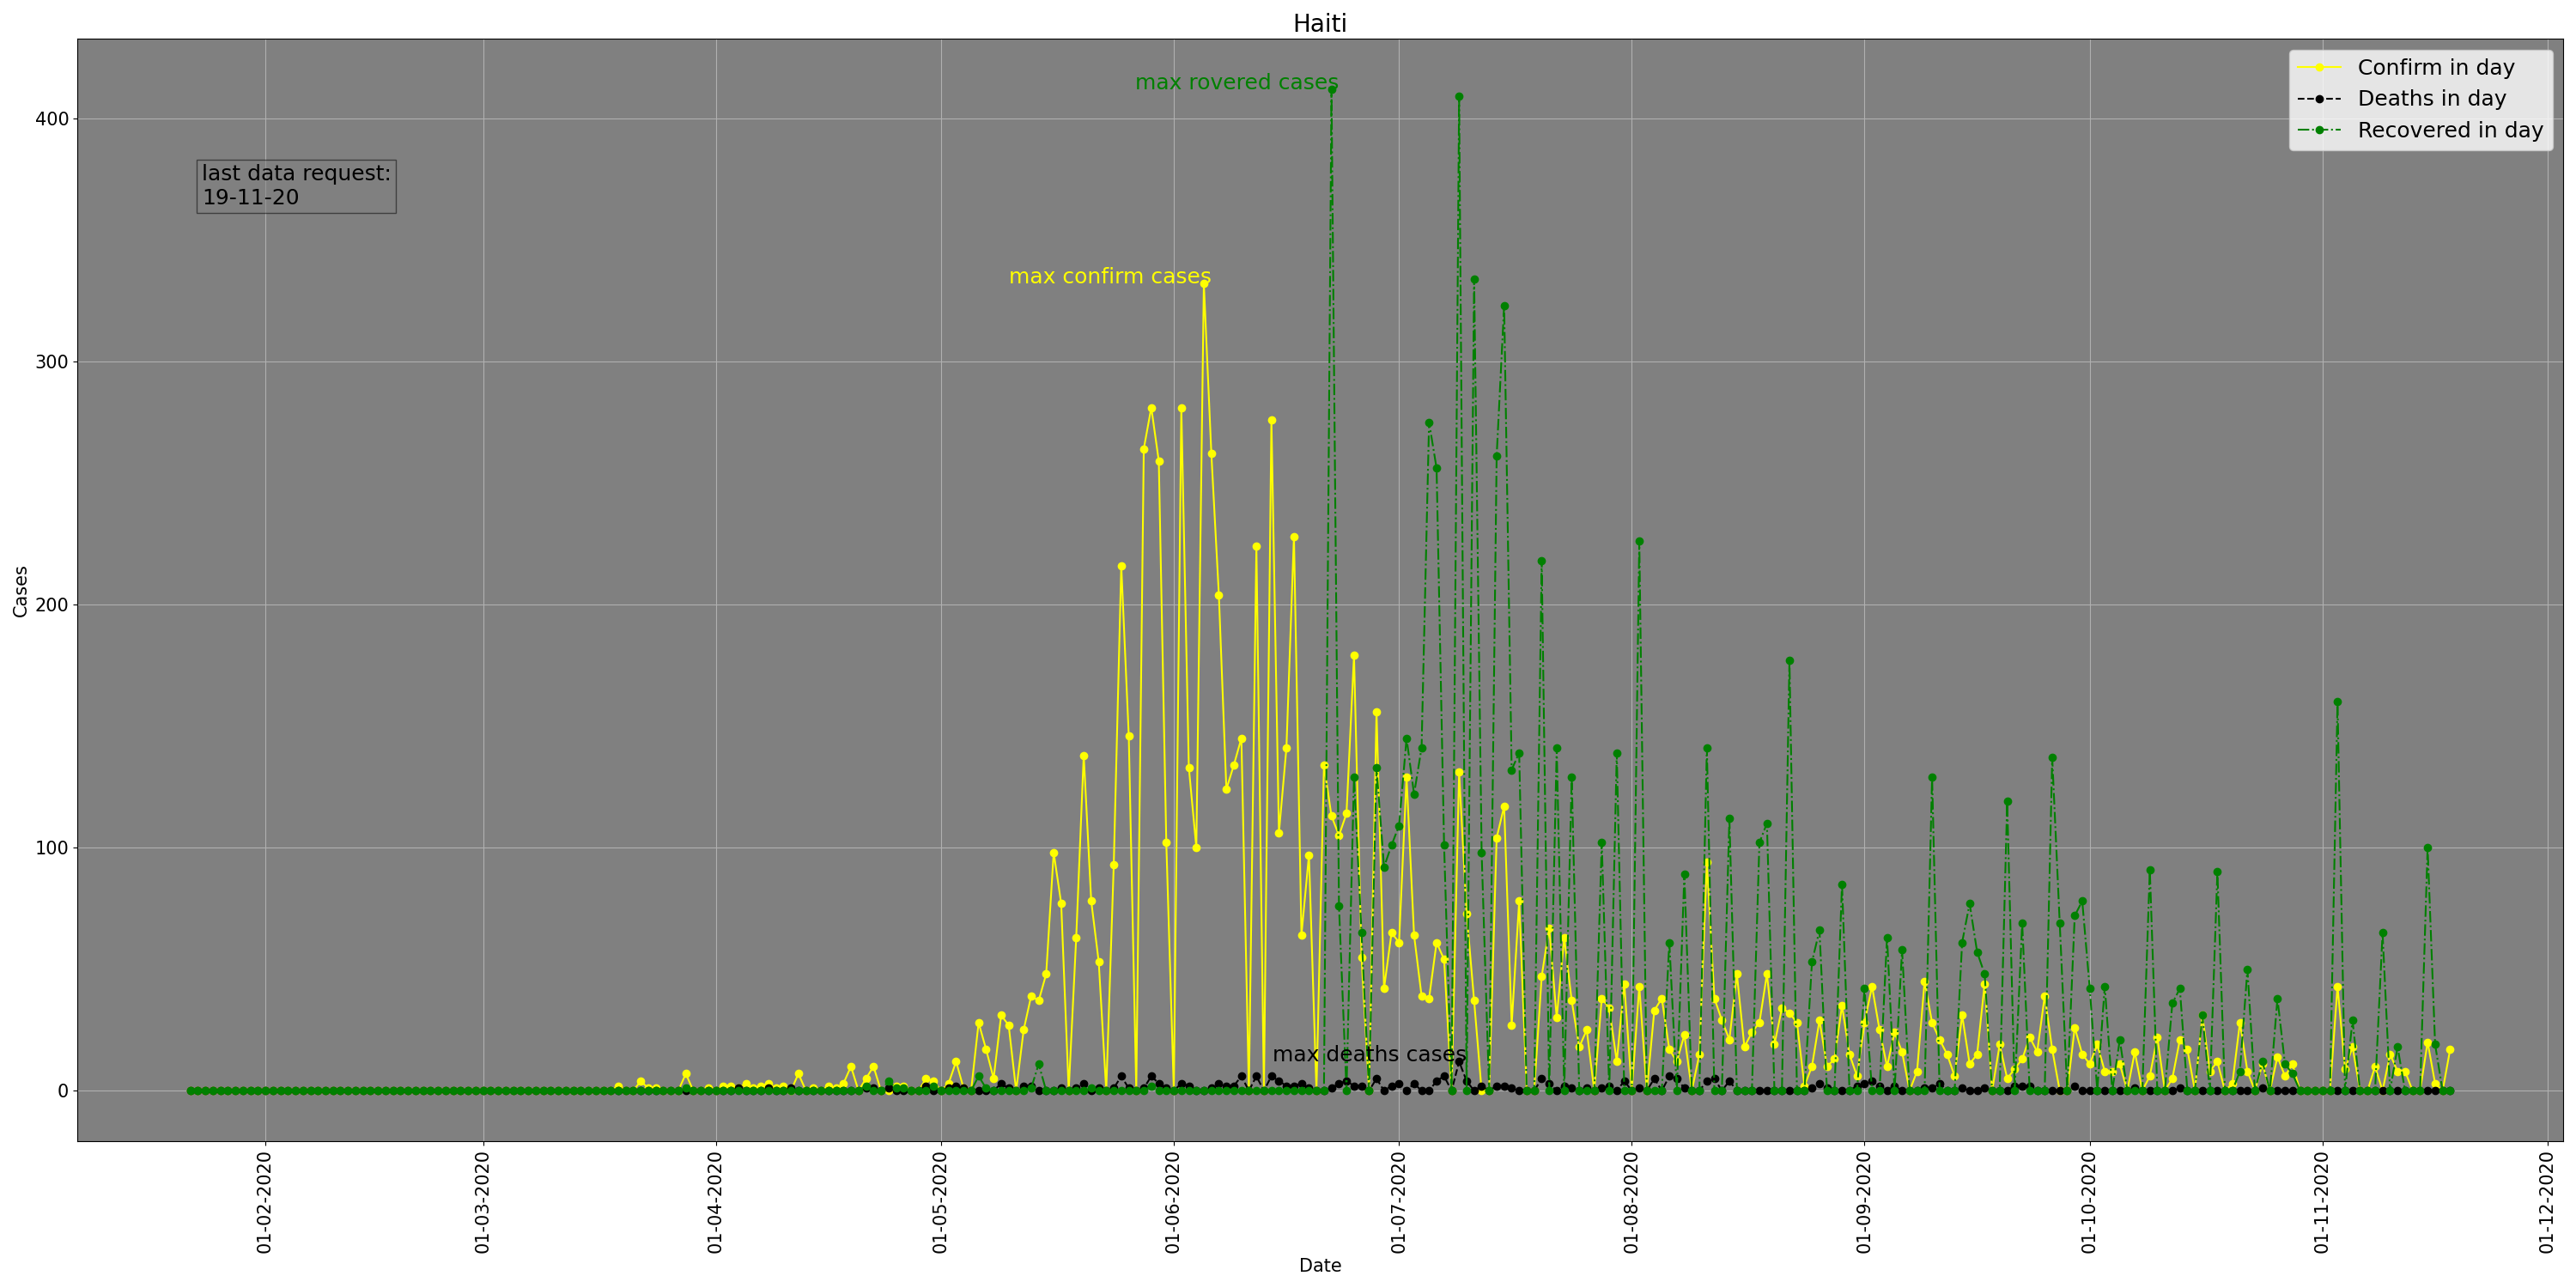 Haiti
max rovered cases
Confirm in day
Deaths in day
Recovered in day
400
last data request:
19-11-20
max confirm cases
300
Cases
200
100
max deaths cases
0
01-02-2020
01-03-2020
01-04-2020
01-05-2020
01-06-2020
01-07-2020
01-08-2020
01-09-2020
01-10-2020
01-11-2020
01-12-2020
Date